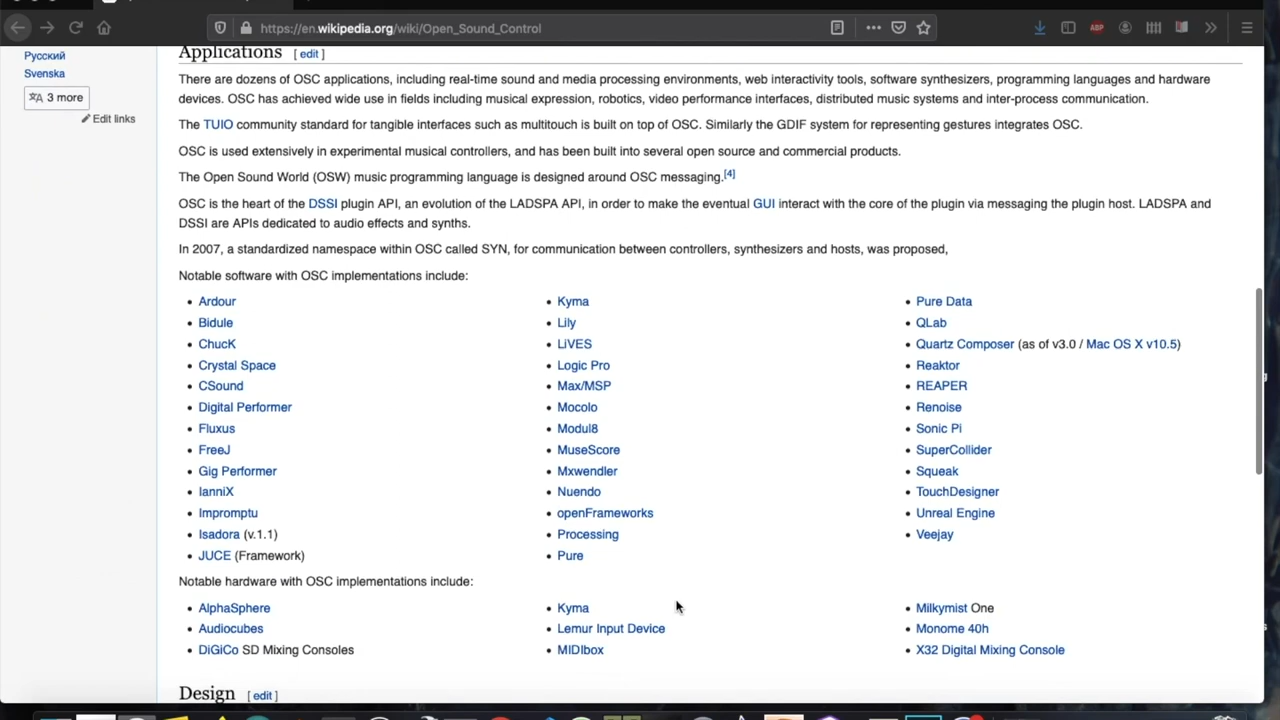 https://en.wikipedia.org/wiki/Open_Sound_Control
ABP
Русский
Svenska
3 more
Edit links
Applications [ edit ]
There are dozens of OSC applications, including real-time sound and media processing environments, web interactivity tools, software synthesizers, programming languages and hardware
devices. OSC has achieved wide use in fields including musical expression, robotics, video performance interfaces, distributed music systems and inter-process communication.
The TUIO community standard for tangible interfaces such as multitouch is built on top of OSC. Similarly the GDIF system for representing gestures integrates OSC.
OSC is used extensively in experimental musical controllers, and has been built into several open source and commercial products.
The Open Sound World (OSW) music programming language is designed around OSC messaging.[4]
OSC is the heart of the DSSI plugin API, an evolution of the LADSPA API, in order to make the eventual GUI interact with the core of the plugin via messaging the plugin host. LADSPA and
DSSI are APIs dedicated to audio effects and synths.
In 2007, a standardized namespace within OSC called SYN, for communication between controllers, synthesizers and hosts, was proposed,
Notable software with OSC implementations include:
Ardour
Bidule
ChucK
Crystal Space
CSound
Digital Performer
Fluxus
FreeJ
Gig Performer
IanniX
Impromptu
Isadora (v.1.1)
JUCE (Framework)
Kyma
Lily
LiVES
Logic Pro
Max/MSP
Mocolo
Modul8
MuseScore
Mxwendler
Nuendo
openFrameworks
Processing
Pure
Pure Data
QLab
Quartz Composer (as of v3.0 / Mac OS X v10.5)
Reaktor
REAPER
Renoise
Sonic Pi
SuperCollider
Squeak
TouchDesigner
Unreal Engine
Veejay
Notable hardware with OSC implementations include:
AlphaSphere
Audiocubes
DiGiCo SD Mixing Consoles
Kyma
Lemur Input Device
MIDIbox
Milkymist One
Monome 40h
X32 Digital Mixing Console
Design [ edit ]